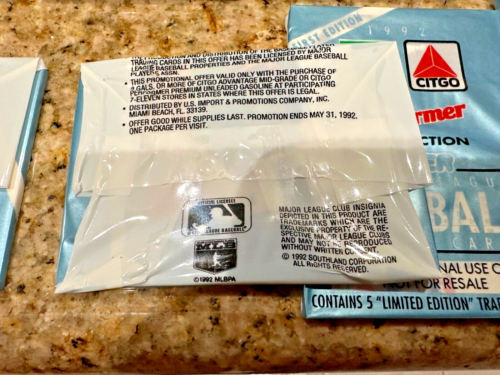 TRADING CARDS IN THIS OFFER HAS BEEN LICENSED BY MAJOR
LEAGUE BASEBALL PROPERTIES AND THE MAJOR LEAGUE BASEBALL
PLAYERS ASSN.
• THIS PROMOTIONAL OFFER VALID ONLY WITH THE PURCHASE OF
8 GALS. OR MORE OF CITGO ADVANTAGE MID-GRADE OR CITGO
PERFORMER PREMIUM UNLEADED GASOLINE AT PARTICIPATING
7-ELEVEN STORES IN STATES WHERE THIS OFFER IS LEGAL.
• DISTRIBUTED BY U.S. IMPORT & PROMOTIONS COMPANY, INC.
MIAMI BEACH, FL 33139.
• OFFER GOOD WHILE SUPPLIES LAST. PROMOTION ENDS MAY 31, 1992.
ONE PACKAGE PER VISIT.
OFFICIAL LICENSEE
MAJOR LEAGUE BASEBALL
©1992 MLBPA
MAJOR LEAGUE CLUB INSIGNIA
DEPICTED IN THIS PRODUCT ARE
TRADEMARKS WHICH ARE THE
EXCLUSIVE PROPERTY OF THE RE-
SPECTIVE MAJOR LEAGUE CLUBS
AND MAY NOT BE REPRODUCED
WITHOUT WRITTEN CONSENT.
© 1992 SOUTHLAND CORPORATION
ALL RIGHTS RESERVED.
FIRST EDITION
1992
CITGO
rmer
CTION
BAL
CAR
NAL USE O
NOT FOR RESALE
CONTAINS 5 "LIMITED EDITION" TRA